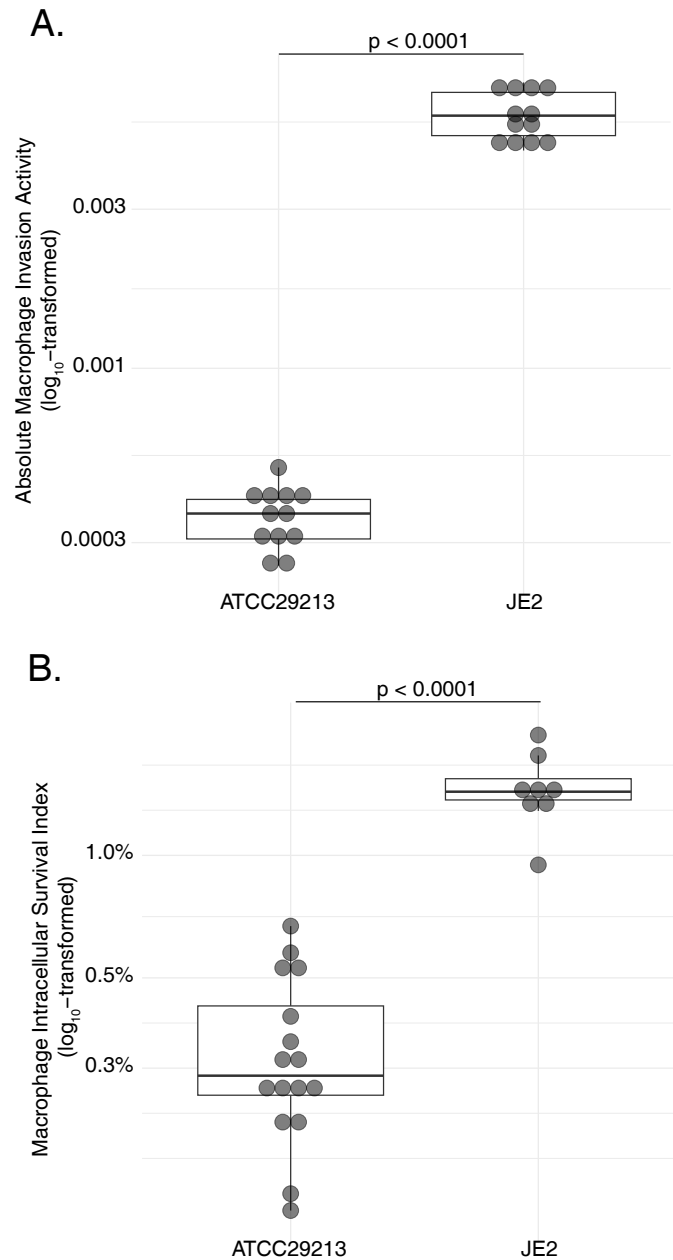 A.
p < 0.0001
Absolute Macrophage Invasion Activity
(log₁₀−transformed)
0.003
0.001
0.0003
ATCC29213 JE2
B.
p < 0.0001
Macrophage Intracellular Survival Index
(log₁₀−transformed)
1.0%
0.5%
0.3%
ATCC29213 JE2